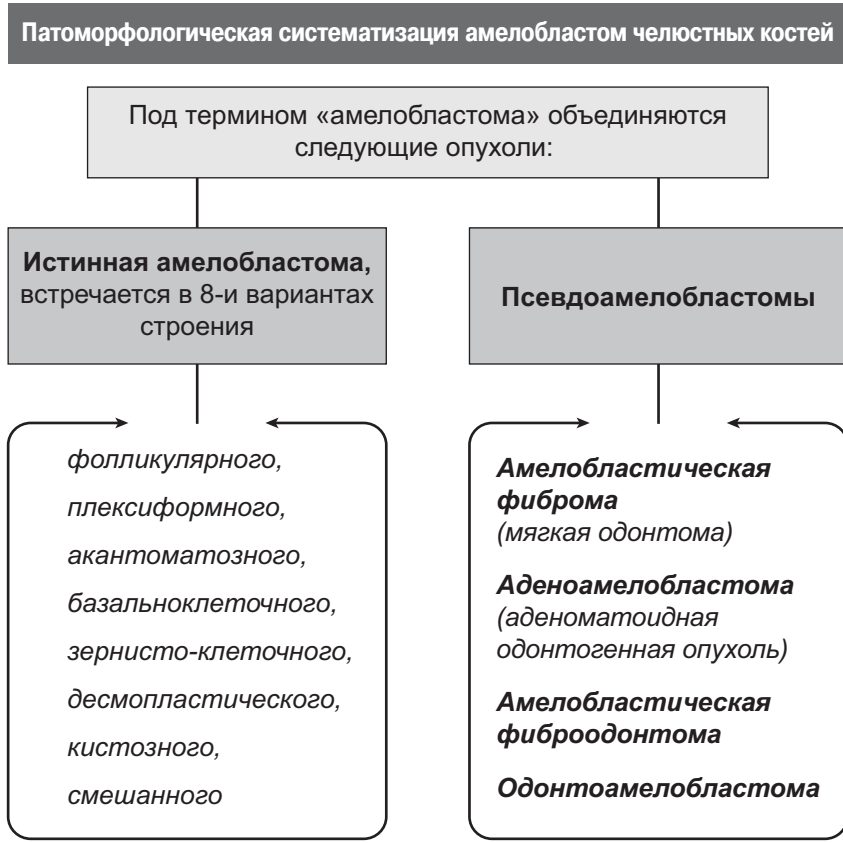 Патоморфологическая систематизация амелобластом челюстных костей
Под термином «амелобластома» объединяются
следующие опухоли:
Истинная амелобластома,
встречается в 8-и вариантах
строения
фолликулярного,
плексиформного,
акантоматозного,
базальноклеточного,
зернисто-клеточного,
десмопластического,
кистозного,
смешанного
Псевдоамелобластомы
Амелобластическая
фиброма
(мягкая одонтома)
Аденоамелобластома
(аденоматоидная
одонтогенная опухоль)
Амелобластическая
фиброодонтома
Одонтоамелобластома